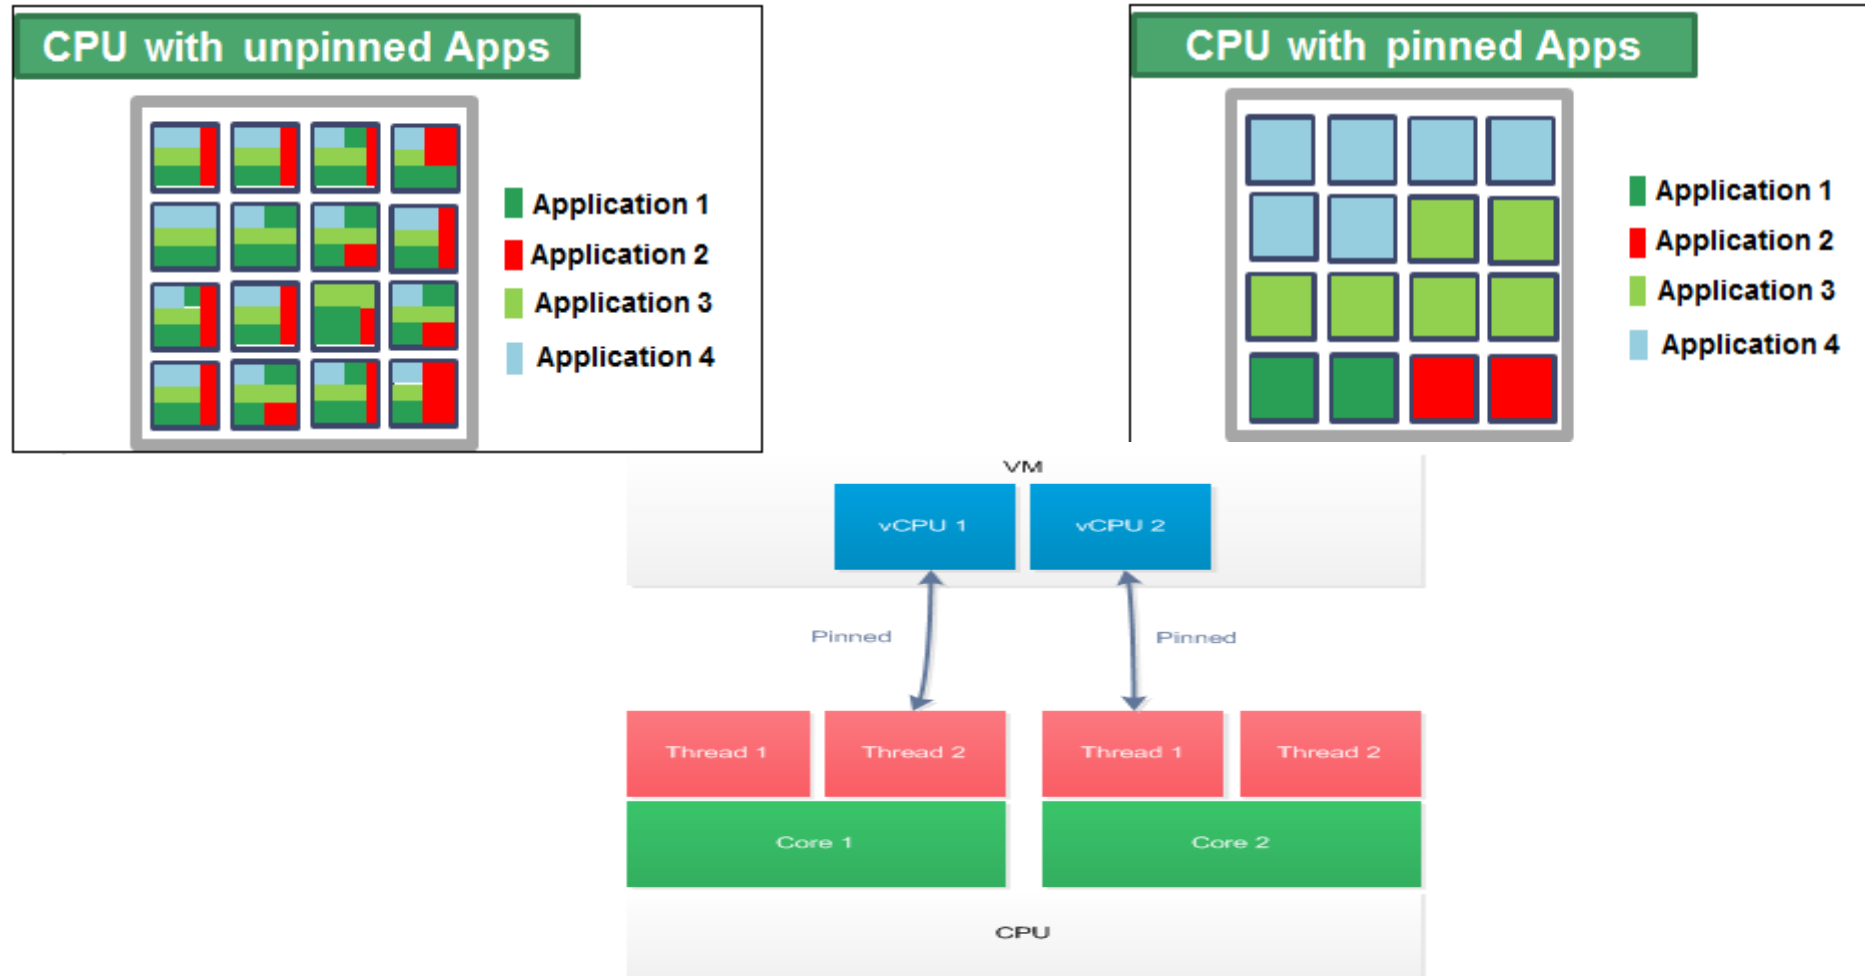 CPU with unpinned Apps
Application 1
Application 2
Application 3
Application 4
CPU with pinned Apps
Application 1
Application 2
Application 3
Application 4
VM
vCPU 1
vCPU 2
Pinned
Pinned
Thread 1
Thread 2
Thread 1
Thread 2
Core 1
Core 2
CPU